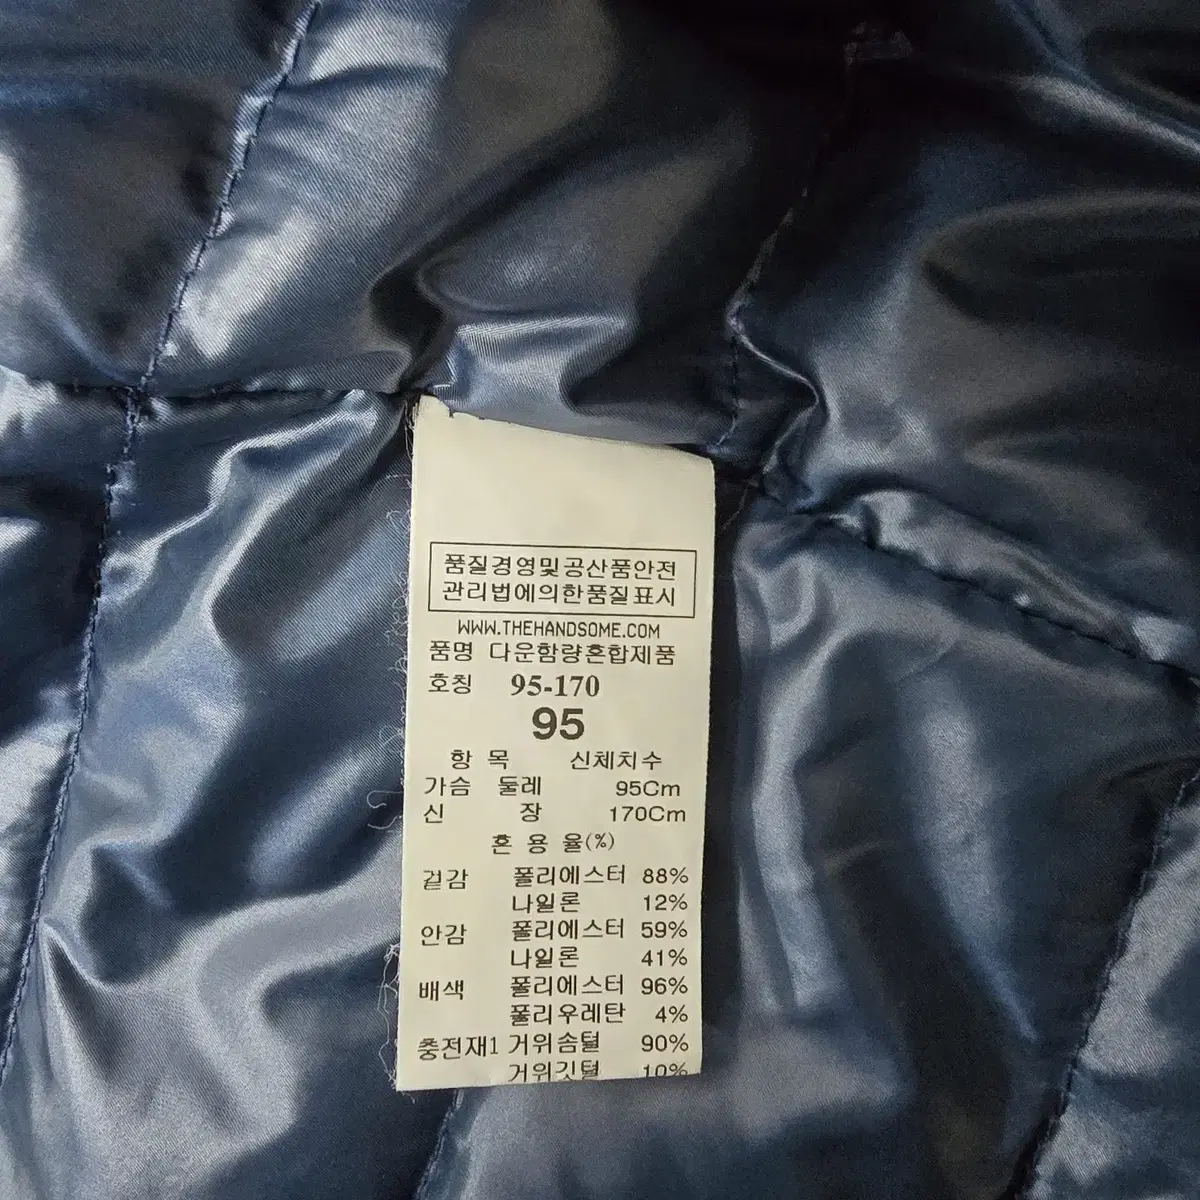 품질경영및공산품안전
관리법에의한품질표시
WWW.THEHANDSOME.COM
품명 다운함량혼합제품
호칭 95-170
95
항 목 신체치수
가슴 둘레 95Cm
신 장 170Cm
혼 용 율(%)
겉감 폴리에스터 88%
나일론 12%
안감 폴리에스터 59%
나일론 41%
배색 폴리에스터 96%
폴리우레탄 4%
충전재1 거위솜털 90%
거위깃털 10%